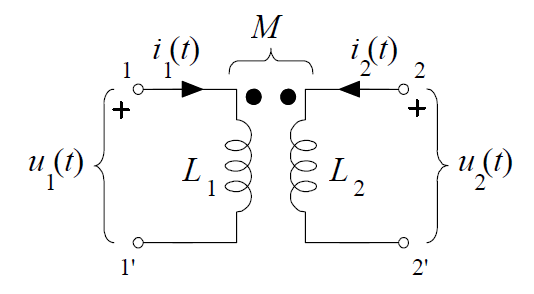 M
i₁(t) i₂(t)
1 2
+ +
u₁(t) L₁ L₂ u₂(t)
1' 2'